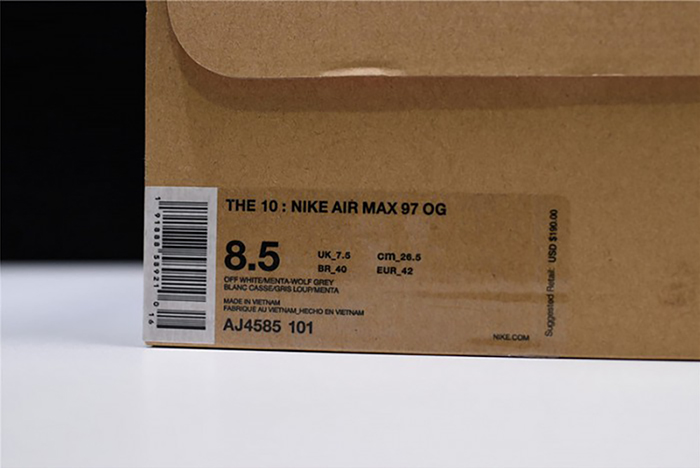 THE 10 : NIKE AIR MAX 97 OG
8.5
UK_7.5 cm_26.5
BR_40 EUR_42
OFF WHITE/MENTA-WOLF GREY
BLANC CASSE/GRIS LOUP/MENTA
MADE IN VIETNAM
FABRIQUE AU VIETNAM_HECHO EN VIETNAM
AJ4585 101
NIKE.COM
Suggested Retail: USD $190.00